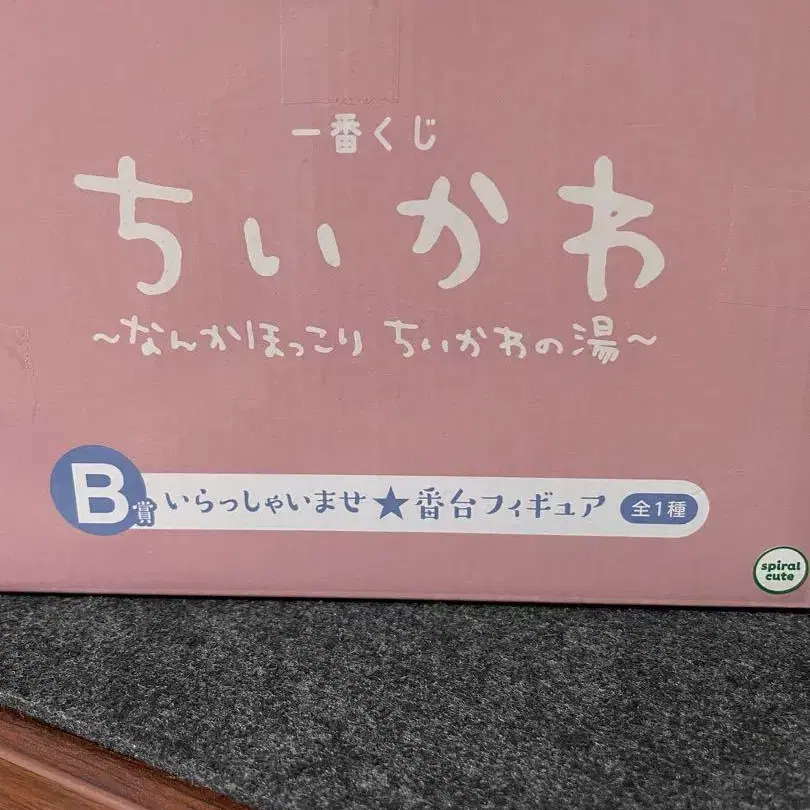 一番くじ
ちいかわ
~なんかほっこり ちいかわの湯~
B賞 いらっしゃいませ★番台フィギュア 全1種
spiral
cute